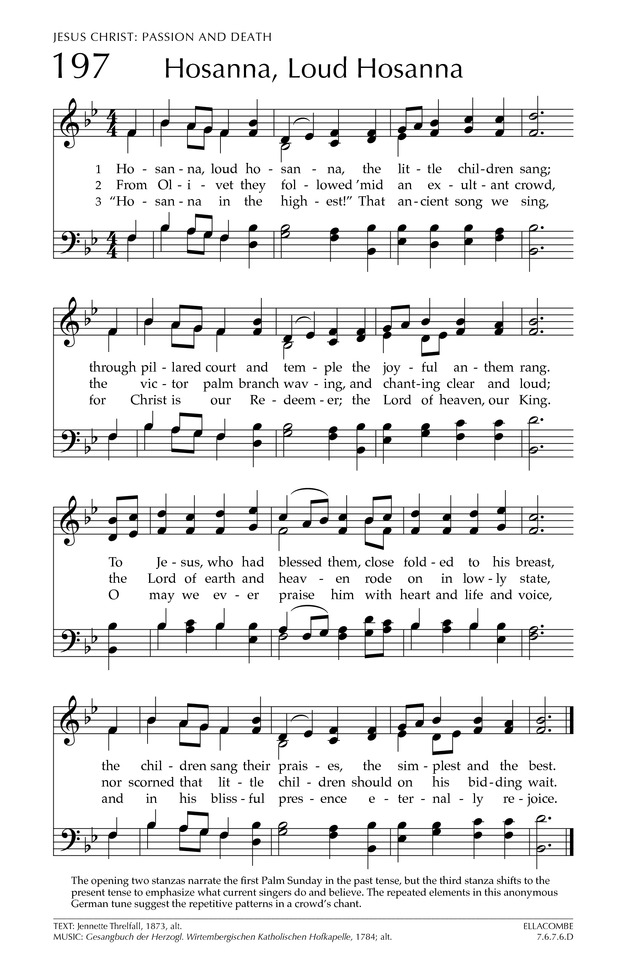 JESUS CHRIST: PASSION AND DEATH
197 Hosanna, Loud Hosanna
1 Ho - san - na, loud ho - san - na, the lit - tle chil-dren sing;
2 From Ol - i - vet they fol - lowed ’mid an ex - ult - ant crowd,
3 “Ho - san - na in the high - est!” That an-cient song we sing,
through pil - lared court and tem - ple the joy - ful an - them rang.
the vic - tor palm branch wav - ing, and chant-ing clear and loud;
for Christ is our Re - deem - er; the Lord of heaven, our King.
To Je - sus, who had blessed them, close fold - ed to his breast,
the Lord of earth and heav - en rode on in low - ly state,
O may we ev - er praise him with heart and life and voice,
the chil - dren sang their prais - es, the sim - plest and the best.
nor scorned that lit - tle chil - dren should on his bid - ding wait.
and in his bliss - ful pres - ence e - ter - nal - ly re - joice.
The opening two stanzas narrate the first Palm Sunday in the past tense, but the third stanza shifts to the
present tense to emphasize what current singers do and believe. The repeated elements in this anonymous
German tune suggest the repetitive patterns in a crowd’s chant.
TEXT: Jennette Threlfall, 1873, alt. ELLACOMBE
MUSIC: Gesangbuch der Herzogl. Wirtembergischen Katholischen Hofkapelle, 1784; alt. 7.6.7.6.D